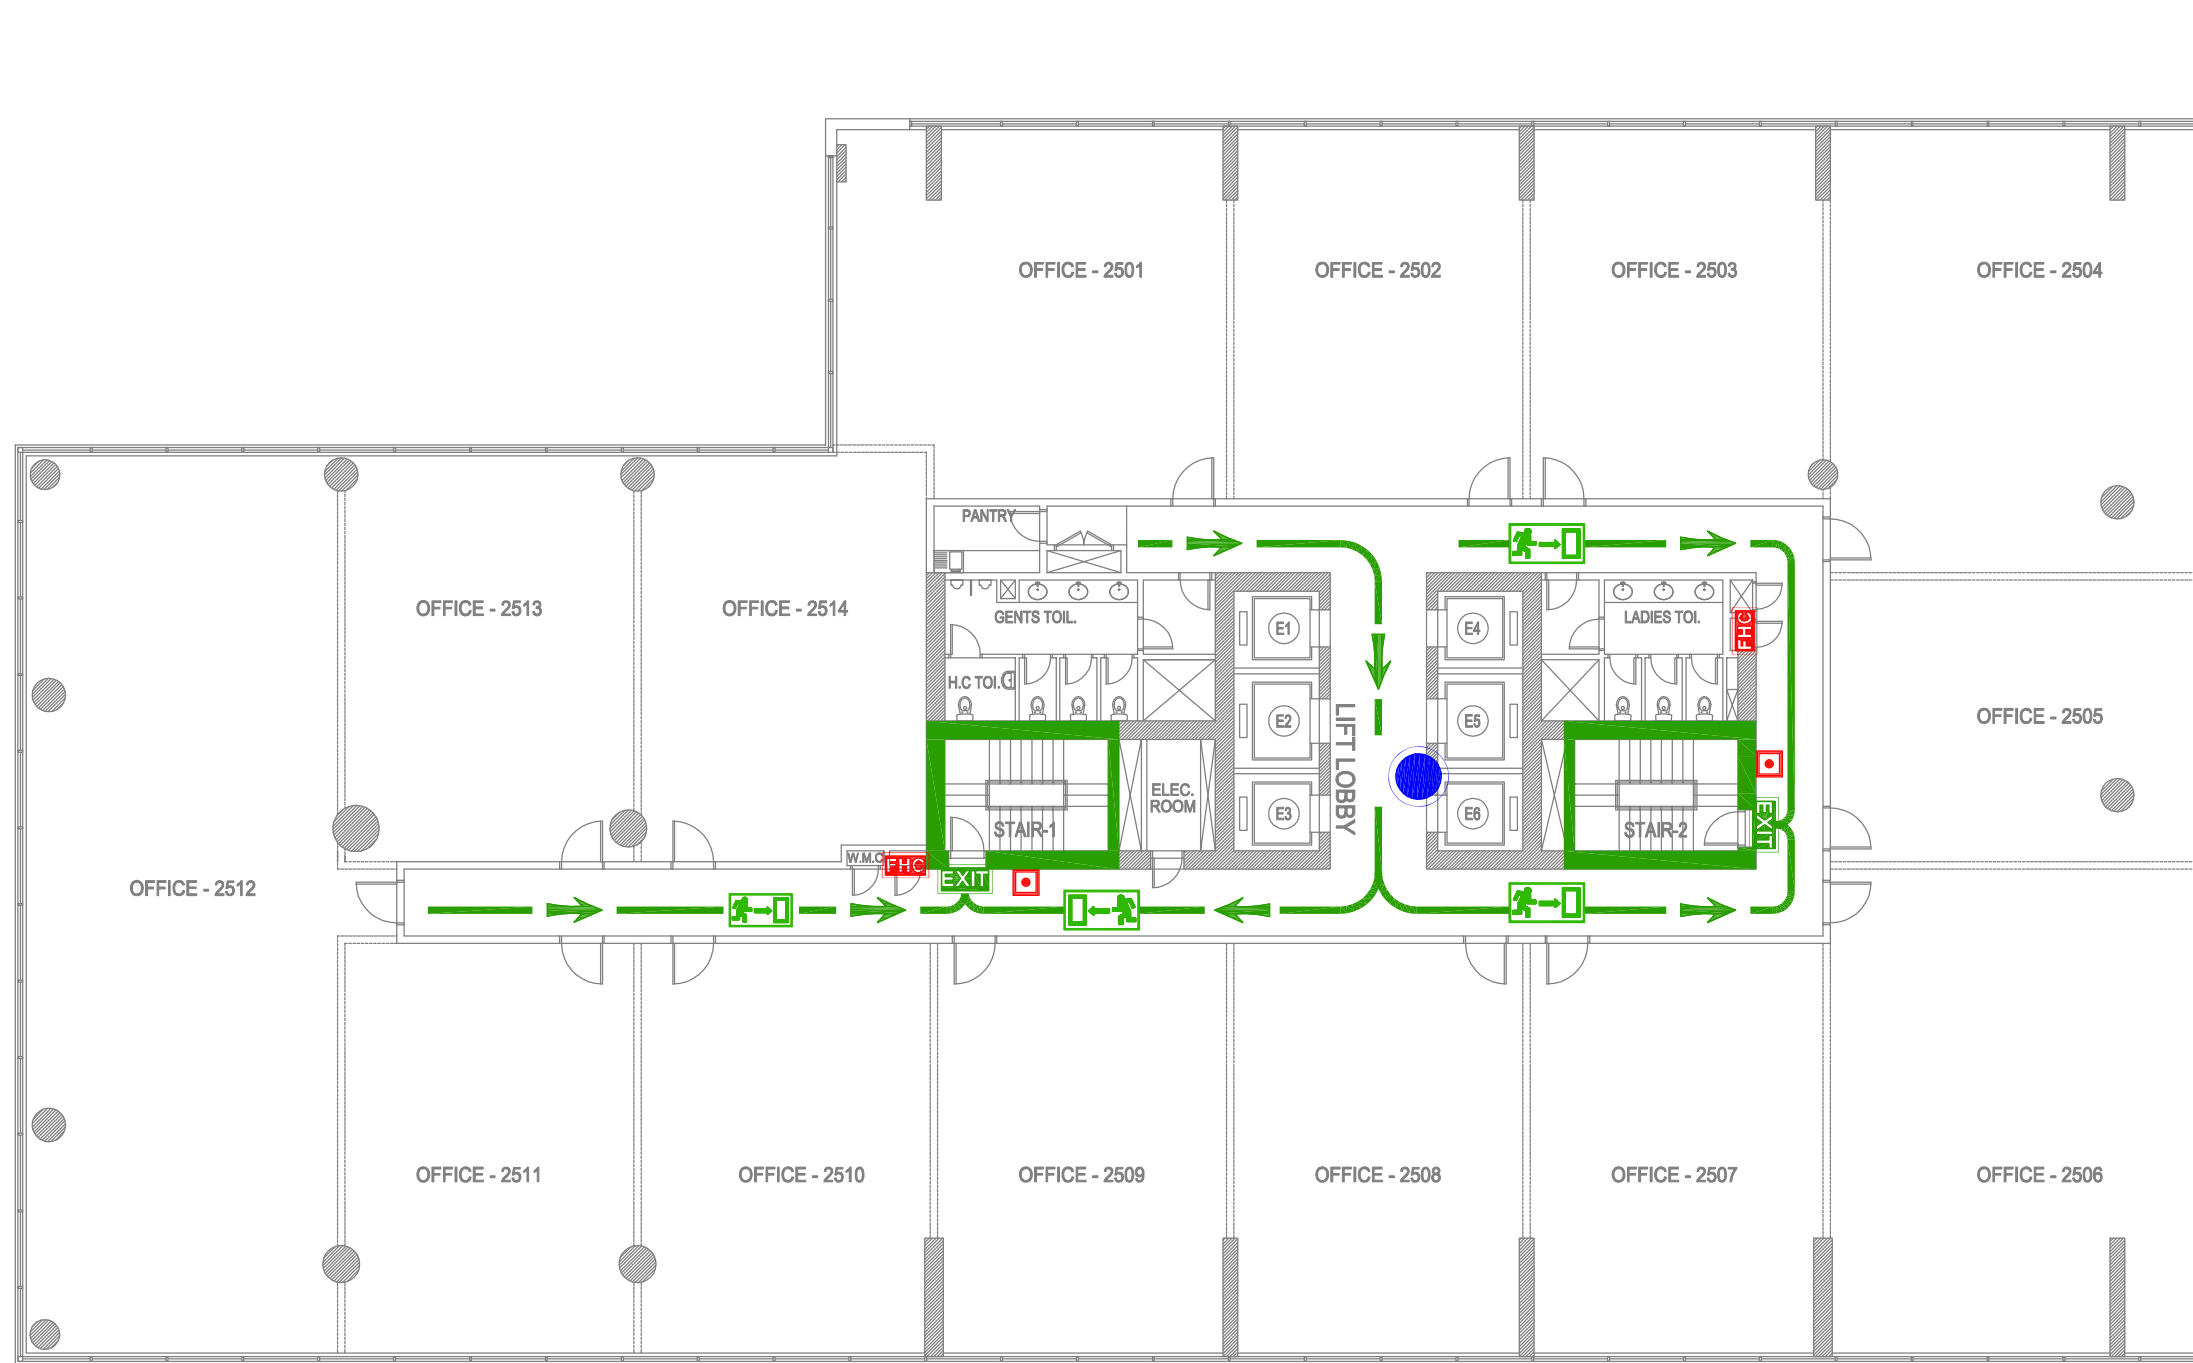 OFFICE - 2501
OFFICE - 2502
OFFICE - 2503
OFFICE - 2504
PANTRY
OFFICE - 2513
OFFICE - 2514
GENTS TOIL.
E1
E4
LADIES TOI.
FHC
H.C TOI.
E2
E5
OFFICE - 2505
LIFT LOBBY
ELEC.
ROOM
E3
E6
STAIR-1
STAIR-2
EXIT
W.M.C
FHC
EXIT
OFFICE - 2512
OFFICE - 2511
OFFICE - 2510
OFFICE - 2509
OFFICE - 2508
OFFICE - 2507
OFFICE - 2506